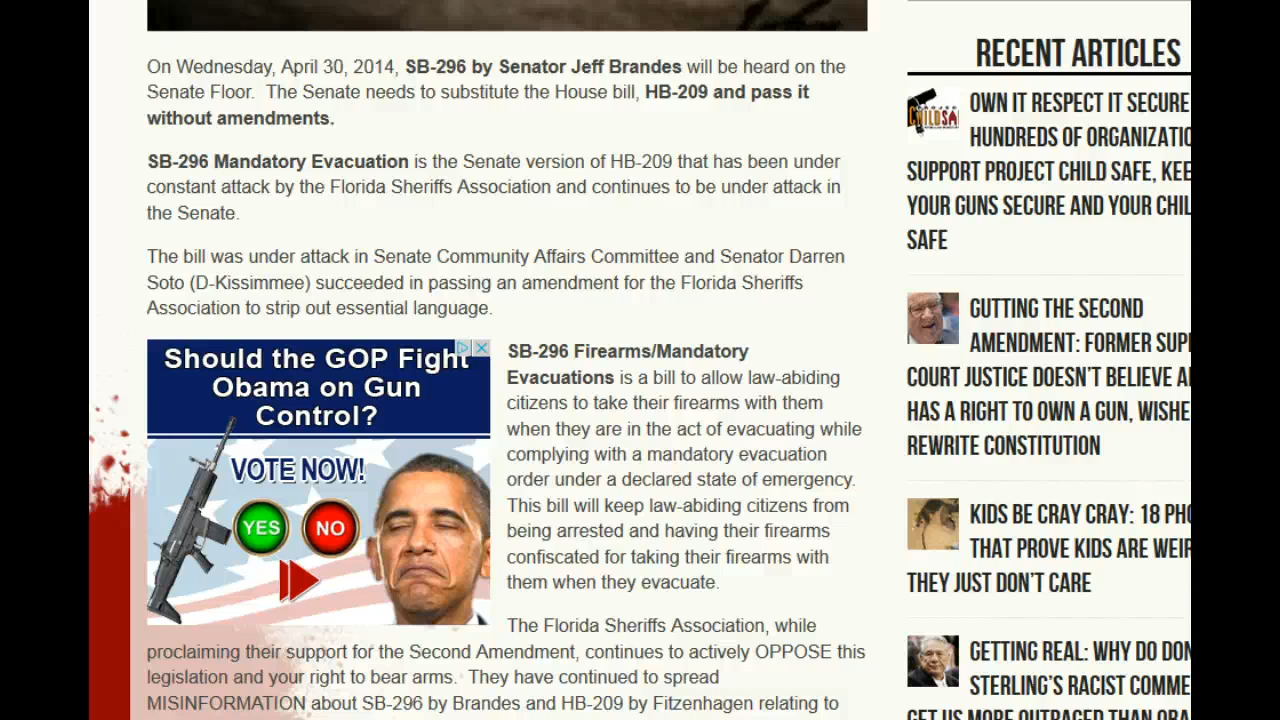 On Wednesday, April 30, 2014, SB-296 by Senator Jeff Brandes will be heard on the
Senate Floor. The Senate needs to substitute the House bill, HB-209 and pass it
without amendments.
SB-296 Mandatory Evacuation is the Senate version of HB-209 that has been under
constant attack by the Florida Sheriffs Association and continues to be under attack in
the Senate.
The bill was under attack in Senate Community Affairs Committee and Senator Darren
Soto (D-Kissimmee) succeeded in passing an amendment for the Florida Sheriffs
Association to strip out essential language.
Should the GOP Fight
Obama on Gun
Control?
VOTE NOW!
YES
NO
SB-296 Firearms/Mandatory
Evacuations is a bill to allow law-abiding
citizens to take their firearms with them
when they are in the act of evacuating while
complying with a mandatory evacuation
order under a declared state of emergency.
This bill will keep law-abiding citizens from
being arrested and having their firearms
confiscated for taking their firearms with
them when they evacuate.
The Florida Sheriffs Association, while
proclaiming their support for the Second Amendment, continues to actively OPPOSE this
legislation and your right to bear arms. They have continued to spread
MISINFORMATION about SB-296 by Brandes and HB-209 by Fitzenhagen relating to
RECENT ARTICLES
OWN IT RESPECT IT SECURE
HUNDREDS OF ORGANIZATIO
SUPPORT PROJECT CHILD SAFE, KEE
YOUR GUNS SECURE AND YOUR CHIL
SAFE
GUTTING THE SECOND
AMENDMENT: FORMER SUP
COURT JUSTICE DOESN'T BELIEVE A
HAS A RIGHT TO OWN A GUN, WISHE
REWRITE CONSTITUTION
KIDS BE CRAY CRAY: 18 PHO
THAT PROVE KIDS ARE WEIR
THEY JUST DON'T CARE
GETTING REAL: WHY DO DON
STERLING'S RACIST COMME
GET US MORE OUTRAGED THAN OBA